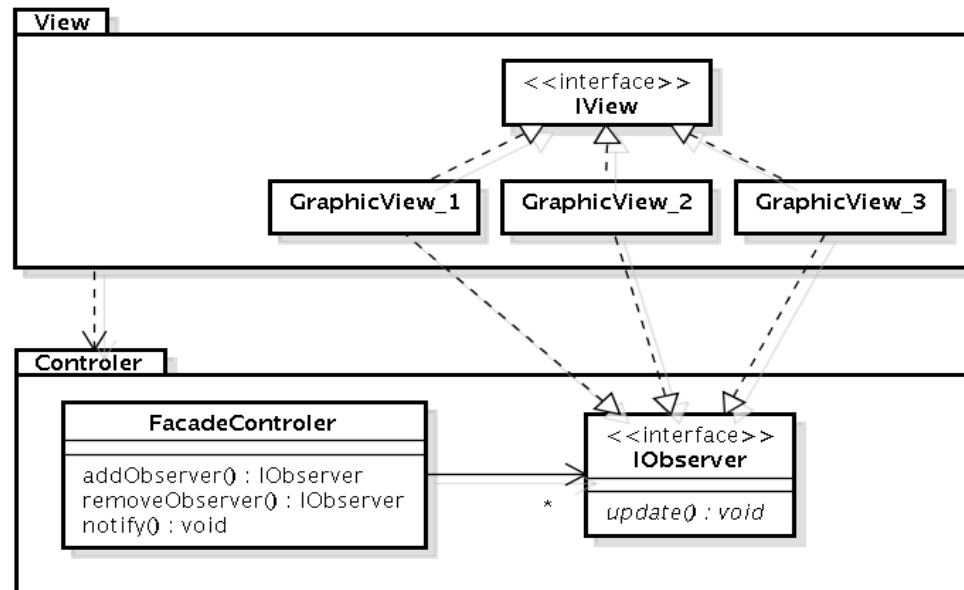 View
<<interface>>
IView
GraphicView_1
GraphicView_2
GraphicView_3
Controler
FacadeControler
addObserver() : IObserver
removeObserver() : IObserver
notify() : void
*
<<interface>>
IObserver
update() : void